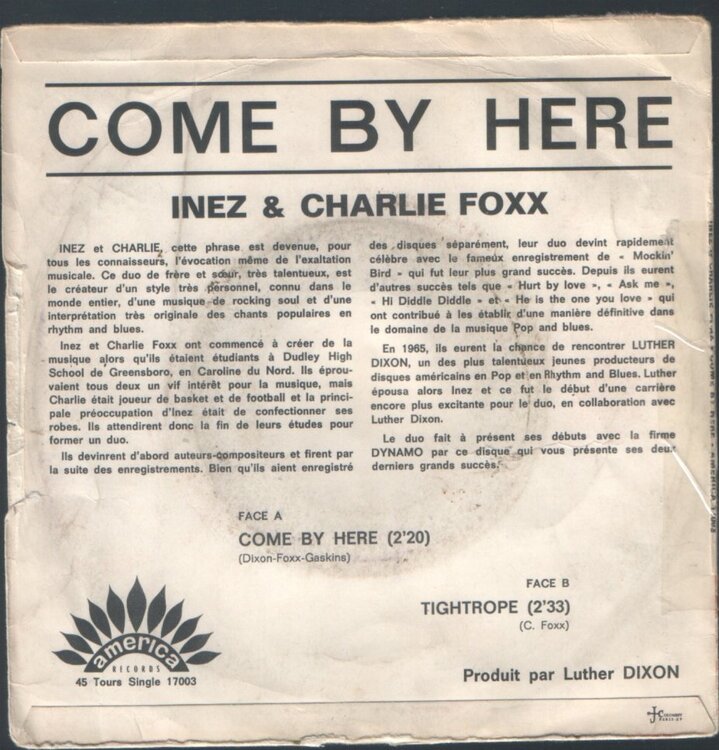 COME BY HERE
INEZ & CHARLIE FOXX
INEZ et CHARLIE, cette phrase est devenue, pour
tous les connaisseurs, l'évocation même de l'exaltation
musicale. Ce duo de frère et sœur, très talentueux, est
le créateur d'un style très personnel, connu dans le
monde entier, d'une musique de rocking soul et d'une
interprétation très originale des chants populaires en
rhythm and blues.
Inez et Charlie Foxx ont commencé à créer de la
musique alors qu'ils étaient étudiants à Dudley High
School de Greensboro, en Caroline du Nord. Ils éprou-
vaient tous deux un vif intérêt pour la musique, mais
Charlie était joueur de basket et de football et la princi-
pale préoccupation d'Inez était de confectionner ses
robes. Ils attendirent donc la fin de leurs études pour
former un duo.
Ils devinrent d'abord auteurs-compositeurs et firent par
la suite des enregistrements. Bien qu'ils aient enregistré
des disques séparément, leur duo devint rapidement
célèbre avec le fameux enregistrement de « Mockin'
Bird » qui fut leur plus grand succès. Depuis ils eurent
d'autres succès tels que « Hurt by love », « Ask me »,
« Hi Diddle Diddle » et « He is the one you love » qui
ont contribué à les établir d'une manière définitive dans
le domaine de la musique Pop and blues.
En 1965, ils eurent la chance de rencontrer LUTHER
DIXON, un des plus talentueux jeunes producteurs de
disques américains en Pop et en Rhythm and Blues. Luther
épousa alors Inez et ce fut le début d'une carrière
encore plus excitante pour le duo, en collaboration avec
Luther Dixon.
Le duo fait à présent ses débuts avec la firme
DYNAMO par ce disque qui vous présente ses deux
derniers grands succès.
FACE A
COME BY HERE (2'20)
(Dixon-Foxx-Gaskins)
FACE B
TIGHTROPE (2'33)
(C. Foxx)
america
RECORDS
45 Tours Single 17003
Produit par Luther DIXON